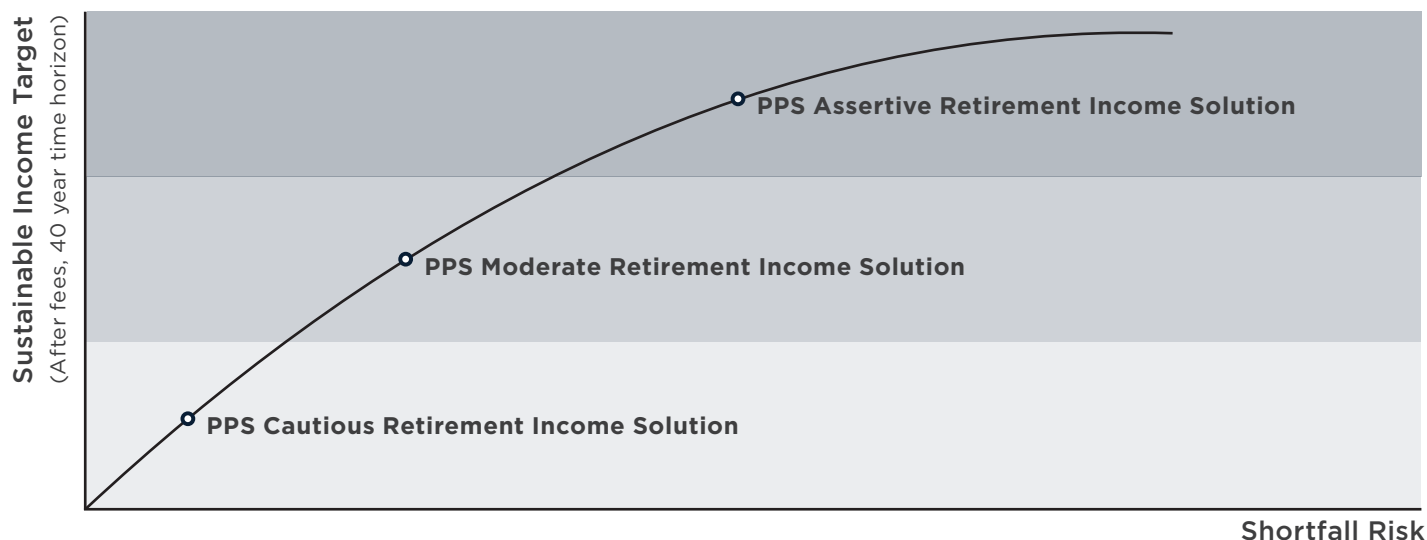 Sustainable Income Target
(After fees, 40 year time horizon)
PPS Assertive Retirement Income Solution
PPS Moderate Retirement Income Solution
PPS Cautious Retirement Income Solution
Shortfall Risk